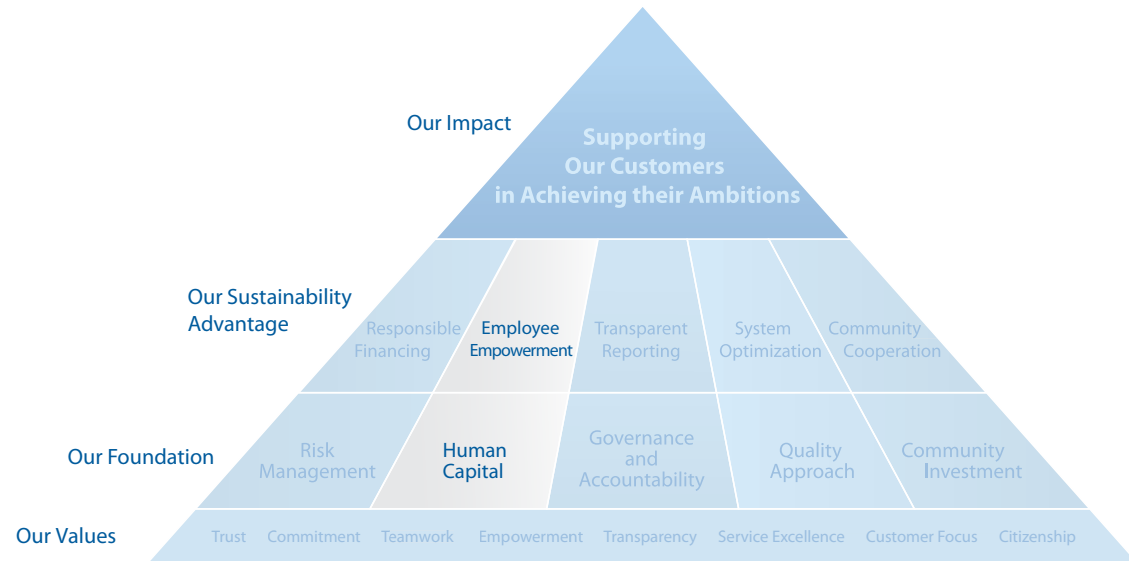 Our Impact
Supporting
Our Customers
in Achieving their Ambitions
Our Sustainability
Advantage
Responsible
Financing
Employee
Empowerment
Transparent
Reporting
System
Optimization
Community
Cooperation
Our Foundation
Risk
Management
Human
Capital
Governance
and
Accountability
Quality
Approach
Community
Investment
Our Values
Trust Commitment Teamwork Empowerment Transparency Service Excellence Customer Focus Citizenship